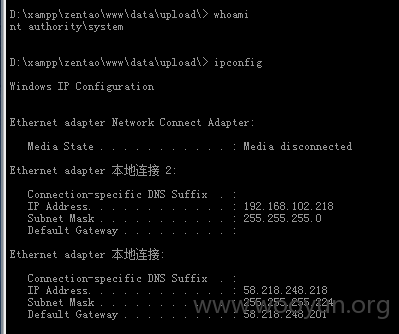 D:\xampp\zentao\www\data\upload\> whoami
nt authority\system
D:\xampp\zentao\www\data\upload\> ipconfig
Windows IP Configuration
Ethernet adapter Network Connect Adapter:
Media State . . . . . . . . . . . : Media disconnected
Ethernet adapter 本地连接 2:
Connection-specific DNS Suffix . :
IP Address. . . . . . . . . . . . : 192.168.102.218
Subnet Mask . . . . . . . . . . . : 255.255.255.0
Default Gateway . . . . . . . . . :
Ethernet adapter 本地连接:
Connection-specific DNS Suffix . :
IP Address. . . . . . . . . . . . : 58.218.248.218
Subnet Mask . . . . . . . . . . . : 255.255.255.224
Default Gateway . . . . . . . . . : 58.218.248.201